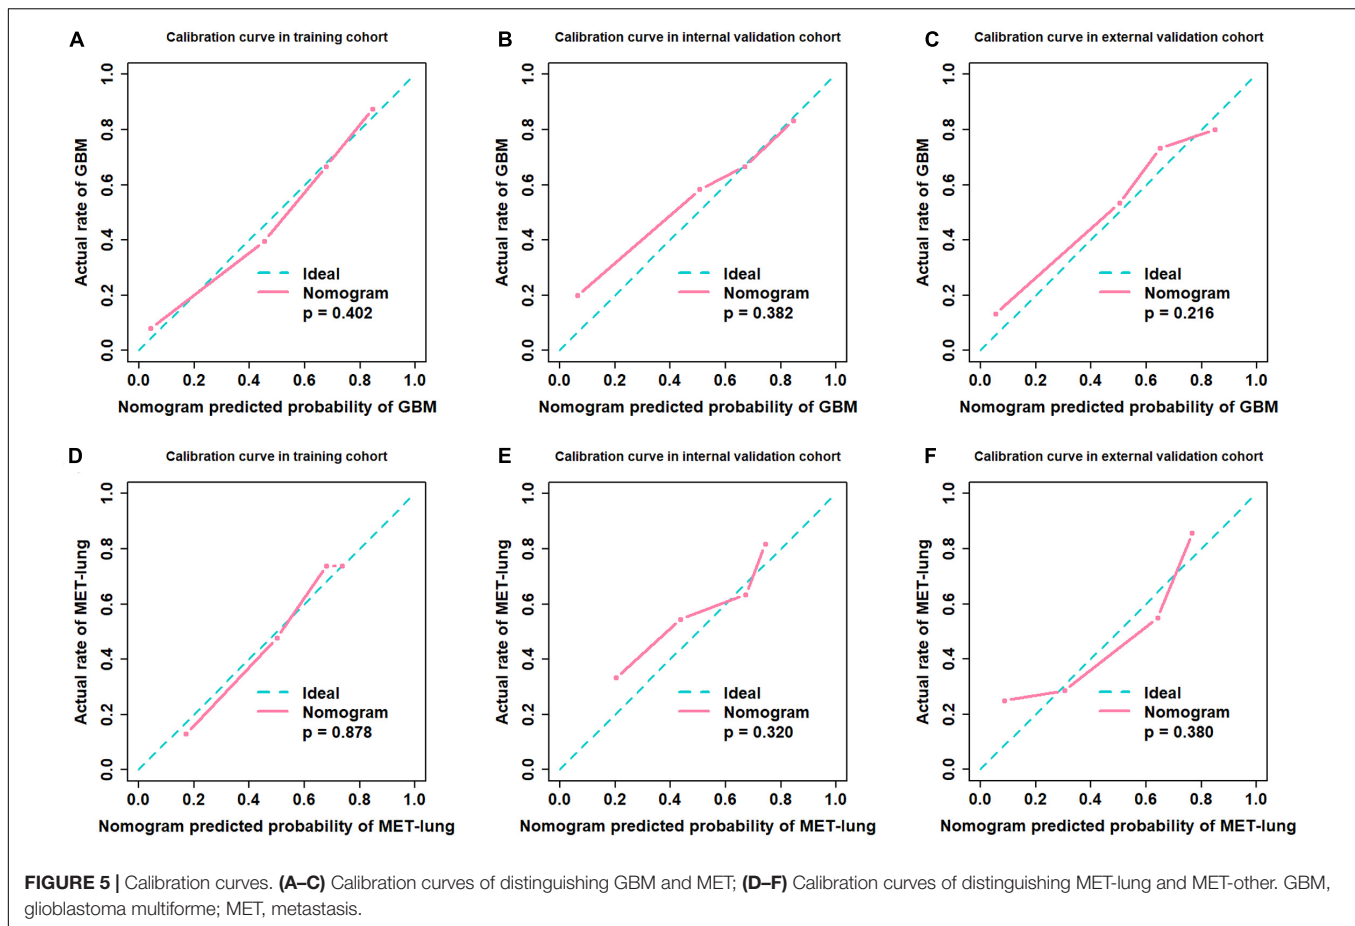 A
Calibration curve in training cohort
Actual rate of GBM
1.0
0.8
0.6
0.4
0.2
0.0
Ideal
Nomogram
p = 0.402
0.0 0.2 0.4 0.6 0.8 1.0
Nomogram predicted probability of GBM
B
Calibration curve in internal validation cohort
Actual rate of GBM
1.0
0.8
0.6
0.4
0.2
0.0
Ideal
Nomogram
p = 0.382
0.0 0.2 0.4 0.6 0.8 1.0
Nomogram predicted probability of GBM
C
Calibration curve in external validation cohort
Actual rate of GBM
1.0
0.8
0.6
0.4
0.2
0.0
Ideal
Nomogram
p = 0.216
0.0 0.2 0.4 0.6 0.8 1.0
Nomogram predicted probability of GBM
D
Calibration curve in training cohort
Actual rate of MET-lung
1.0
0.8
0.6
0.4
0.2
0.0
Ideal
Nomogram
p = 0.878
0.0 0.2 0.4 0.6 0.8 1.0
Nomogram predicted probability of MET-lung
E
Calibration curve in internal validation cohort
Actual rate of MET-lung
1.0
0.8
0.6
0.4
0.2
0.0
Ideal
Nomogram
p = 0.320
0.0 0.2 0.4 0.6 0.8 1.0
Nomogram predicted probability of MET-lung
F
Calibration curve in external validation cohort
Actual rate of MET-lung
1.0
0.8
0.6
0.4
0.2
0.0
Ideal
Nomogram
p = 0.380
0.0 0.2 0.4 0.6 0.8 1.0
Nomogram predicted probability of MET-lung
FIGURE 5 | Calibration curves. (A–C) Calibration curves of distinguishing GBM and MET; (D–F) Calibration curves of distinguishing MET-lung and MET-other. GBM,
glioblastoma multiforme; MET, metastasis.